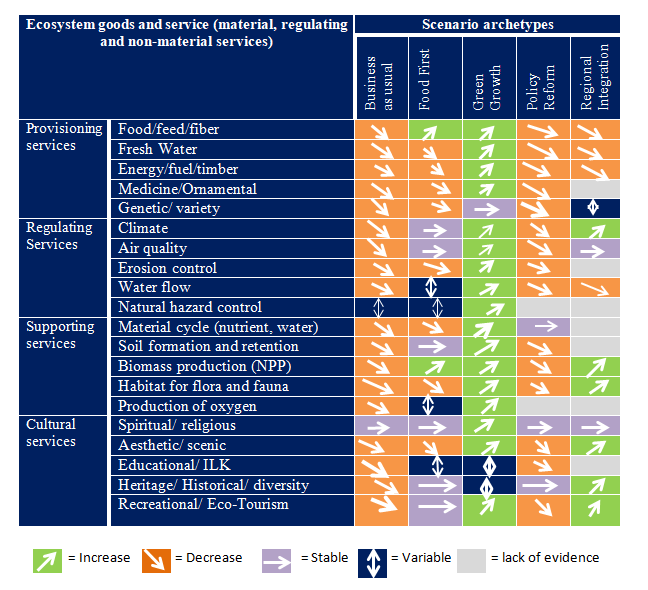 Ecosystem goods and service (material, regulating
and non-material services)
Scenario archetypes
Business
as usual
Food First
Green
Growth
Policy
Reform
Regional
Integration
Provisioning
services
Food/feed/fiber
Fresh Water
Energy/fuel/timber
Medicine/Ornamental
Genetic/ variety
Regulating
Services
Climate
Air quality
Erosion control
Water flow
Natural hazard control
Supporting
services
Material cycle (nutrient, water)
Soil formation and retention
Biomass production (NPP)
Habitat for flora and fauna
Production of oxygen
Cultural
services
Spiritual/ religious
Aesthetic/ scenic
Educational/ ILK
Heritage/ Historical/ diversity
Recreational/ Eco-Tourism
= Increase
= Decrease
= Stable
= Variable
= lack of evidence